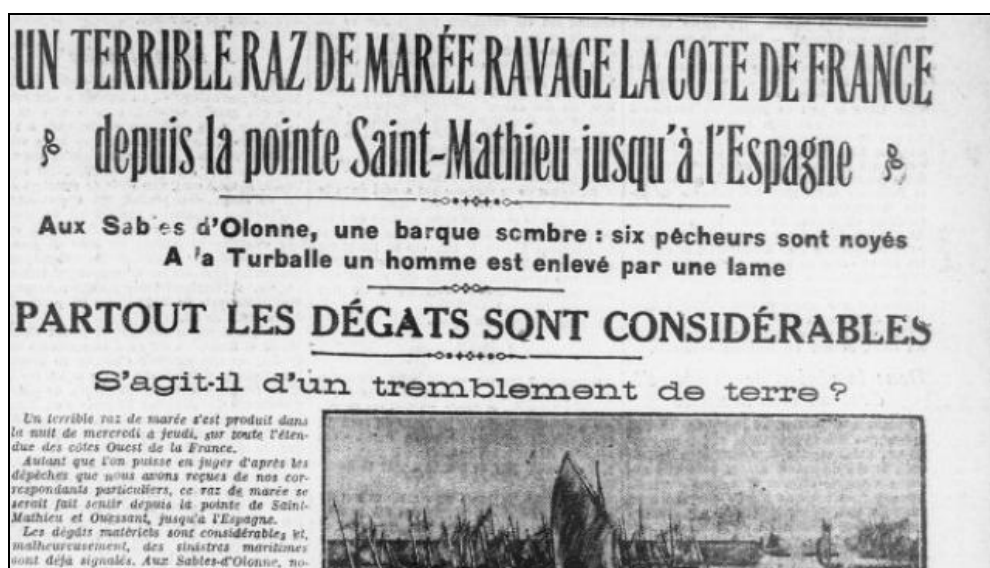 UN TERRIBLE RAZ DE MARÉE RAVAGE LA COTE DE FRANCE
depuis la pointe Saint-Mathieu jusqu'à l'Espagne
Aux Sab es d'Olonne, une barque sombre : six pêcheurs sont noyés
A 'a Turballe un homme est enlevé par une lame
PARTOUT LES DÉGATS SONT CONSIDÉRABLES
S'agit-il d'un tremblement de terre ?
Un terrible raz de marée s'est produit dans
la nuit de mercredi à jeudi, sur toute l'éten-
due des côtes Ouest de la France.
Autant que l'on puisse en juger d'après les
dépêches que nous avons reçues de nos cor-
respondants particuliers, ce raz de marée se
serait fait sentir depuis la pointe de Saint-
Mathieu et Ouessant, jusqu'à l'Espagne.
Les dégâts matériels sont considérables et,
malheureusement, des sinistres maritimes
sont déjà signalés. Aux Sables-d'Olonne, no-